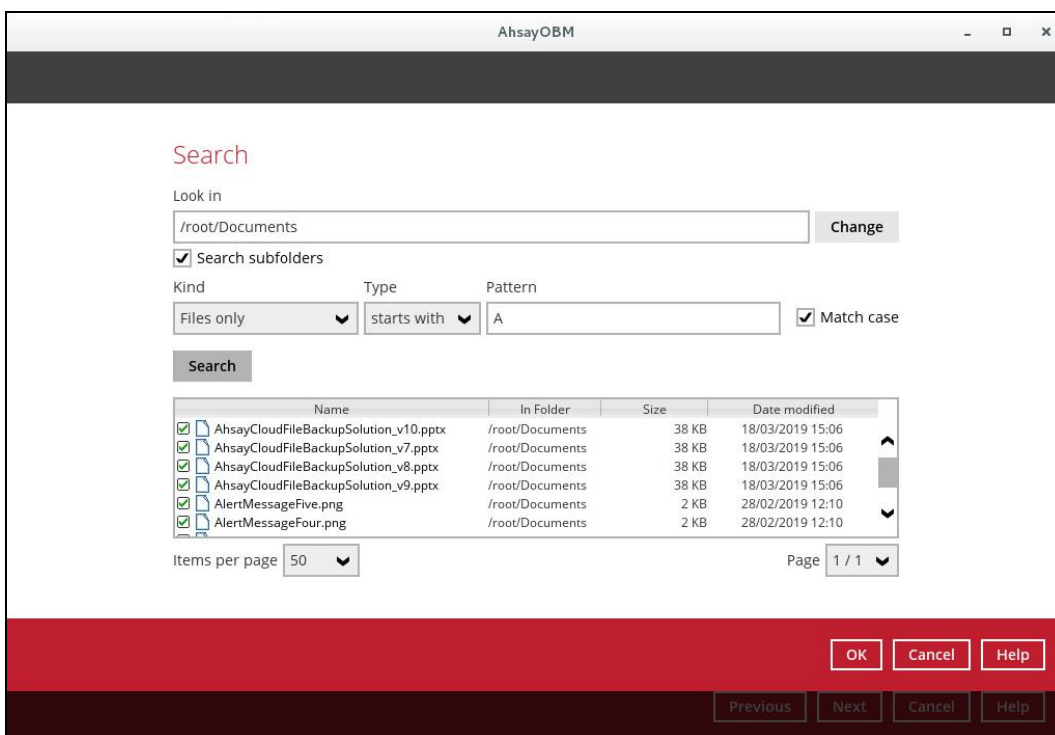 AhsayOBM
Search
Look in
/root/Documents
Change
Search subfolders
Kind Type Pattern
Files only starts with A Match case
Search
Name In Folder Size Date modified
AhsayCloudFileBackupSolution_v10.pptx /root/Documents 38 KB 18/03/2019 15:06
AhsayCloudFileBackupSolution_v7.pptx /root/Documents 38 KB 18/03/2019 15:06
AhsayCloudFileBackupSolution_v8.pptx /root/Documents 38 KB 18/03/2019 15:06
AhsayCloudFileBackupSolution_v9.pptx /root/Documents 38 KB 18/03/2019 15:06
AlertMessageFive.png /root/Documents 2 KB 28/02/2019 12:10
AlertMessageFour.png /root/Documents 2 KB 28/02/2019 12:10
Items per page 50 Page 1 / 1
OK Cancel Help
Previous Next Cancel Help